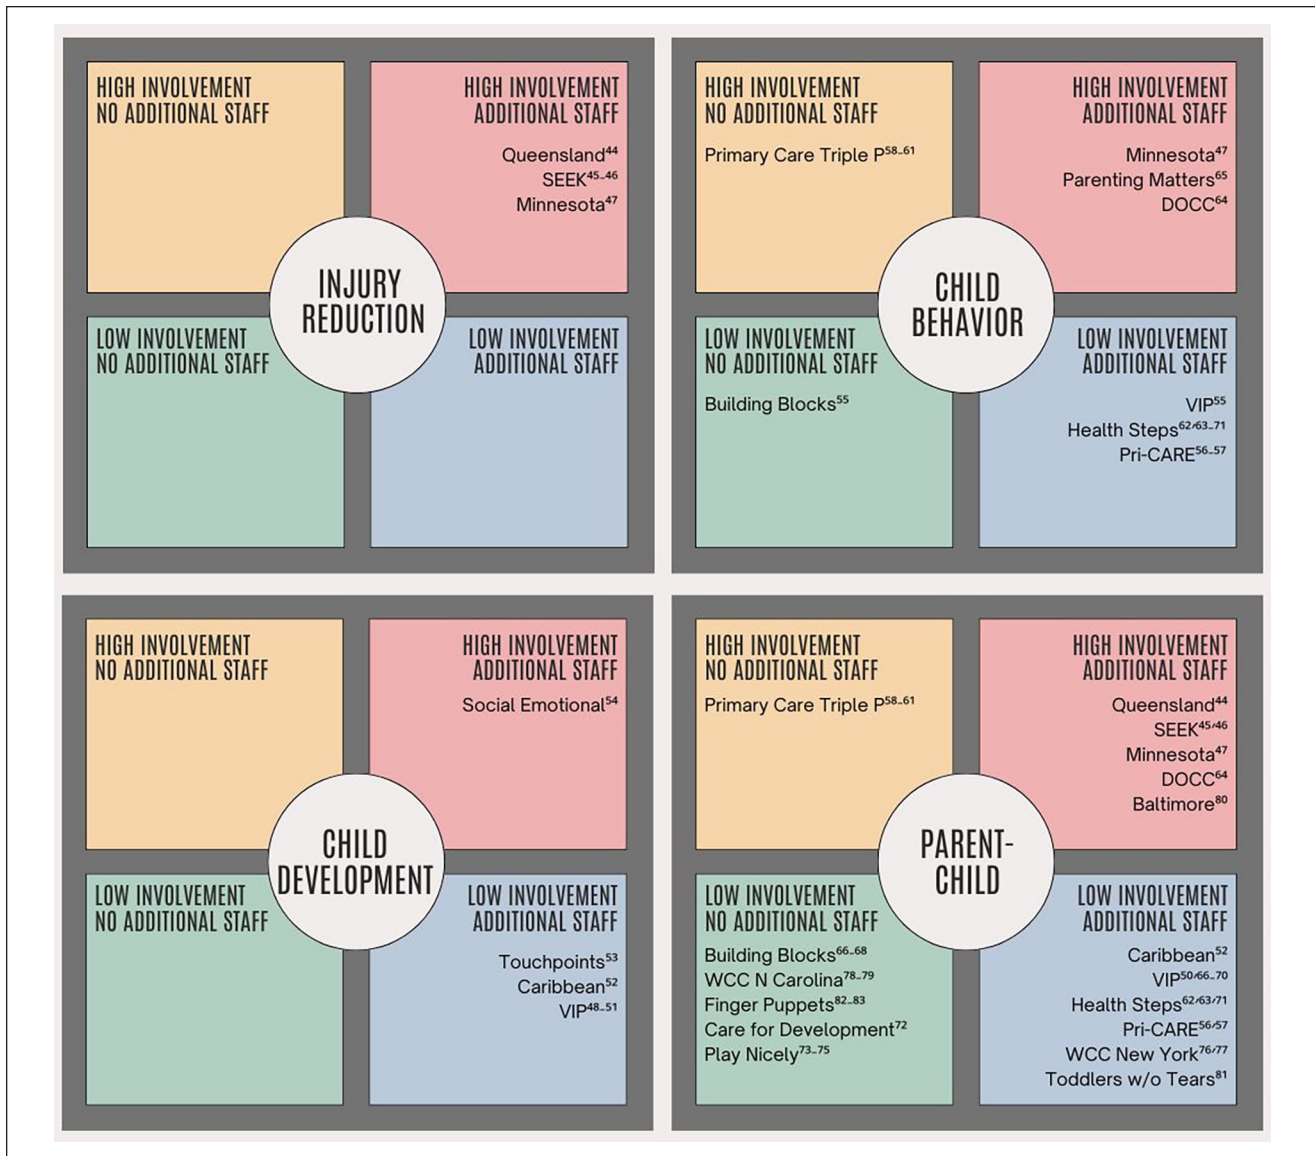 HIGH INVOLVEMENT
NO ADDITIONAL STAFF
HIGH INVOLVEMENT
ADDITIONAL STAFF
Queensland⁴⁴
SEEK⁴⁵₋⁴⁶
Minnesota⁴⁷
INJURY
REDUCTION
LOW INVOLVEMENT
NO ADDITIONAL STAFF
LOW INVOLVEMENT
ADDITIONAL STAFF
HIGH INVOLVEMENT
NO ADDITIONAL STAFF
Primary Care Triple P⁵⁸₋⁶¹
HIGH INVOLVEMENT
ADDITIONAL STAFF
Minnesota⁴⁷
Parenting Matters⁶⁵
DOCC⁶⁴
CHILD
BEHAVIOR
LOW INVOLVEMENT
NO ADDITIONAL STAFF
Building Blocks⁵⁵
LOW INVOLVEMENT
ADDITIONAL STAFF
VIP⁵⁵
Health Steps⁶²′⁶³₋⁷¹
Pri-CARE⁵⁶₋⁵⁷
HIGH INVOLVEMENT
NO ADDITIONAL STAFF
HIGH INVOLVEMENT
ADDITIONAL STAFF
Social Emotional⁵⁴
CHILD
DEVELOPMENT
LOW INVOLVEMENT
NO ADDITIONAL STAFF
LOW INVOLVEMENT
ADDITIONAL STAFF
Touchpoints⁵³
Caribbean⁵²
VIP⁴⁸₋⁵¹
HIGH INVOLVEMENT
NO ADDITIONAL STAFF
Primary Care Triple P⁵⁸₋⁶¹
HIGH INVOLVEMENT
ADDITIONAL STAFF
Queensland⁴⁴
SEEK⁴⁵′⁴⁶
Minnesota⁴⁷
DOCC⁶⁴
Baltimore⁸⁰
PARENT-
CHILD
LOW INVOLVEMENT
NO ADDITIONAL STAFF
Building Blocks⁶⁶₋⁶⁸
WCC N Carolina⁷⁸₋⁷⁹
Finger Puppets⁸²₋⁸³
Care for Development⁷²
Play Nicely⁷³₋⁷⁵
LOW INVOLVEMENT
ADDITIONAL STAFF
Caribbean⁵²
VIP⁵⁰′⁶⁶₋⁷⁰
Health Steps⁶²′⁶³′⁷¹
Pri-CARE⁵⁶′⁵⁷
WCC New York⁷⁶′⁷⁷
Toddlers w/o Tears⁸¹